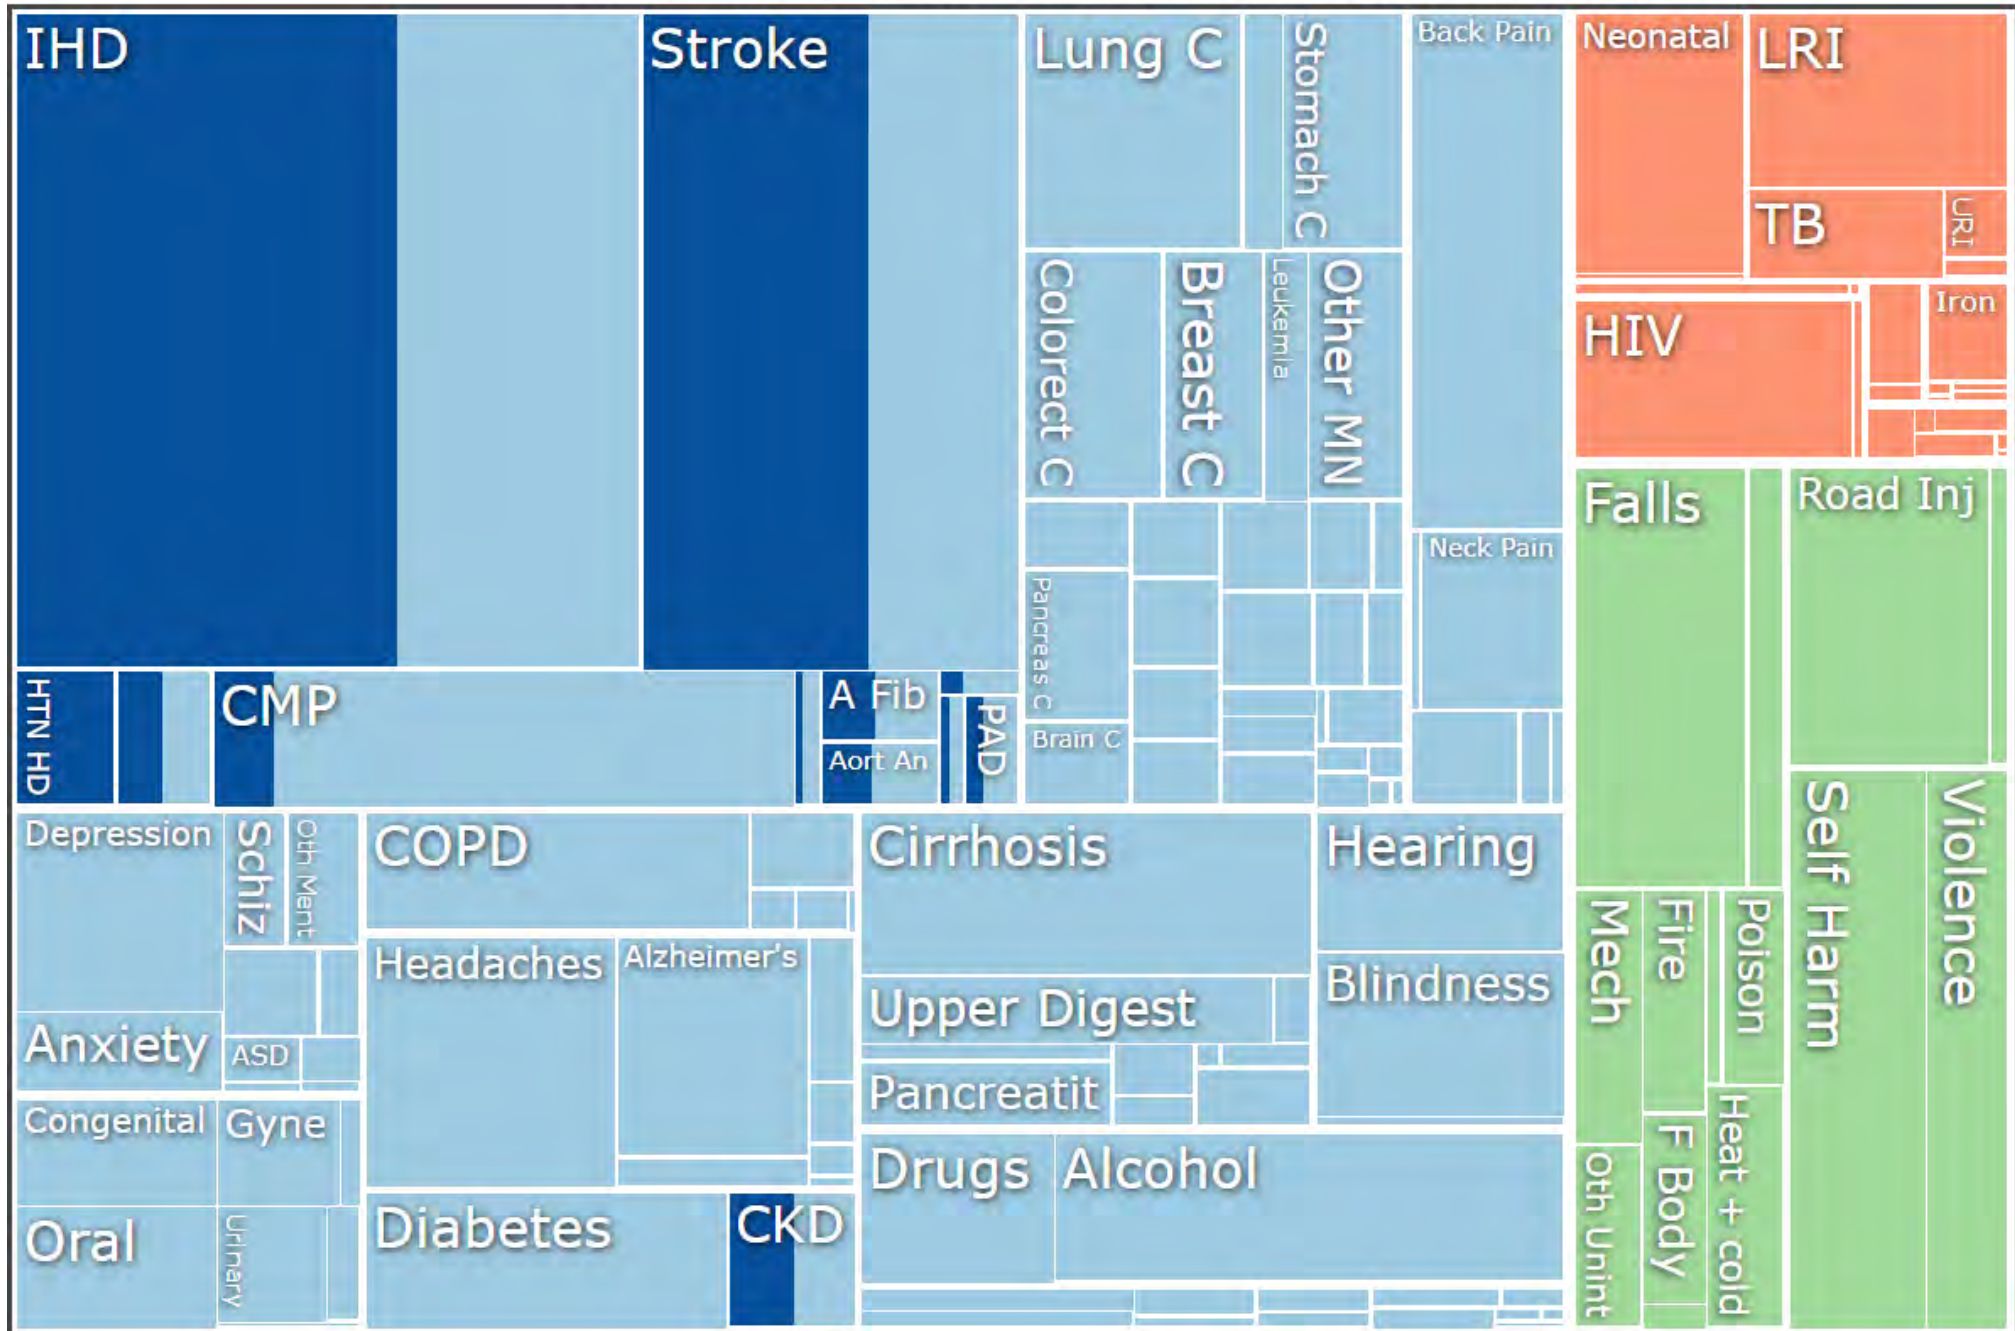 IHD
Stroke
Lung C
Stomach C
Back Pain
Neonatal
LRI
TB
URI
Colorect C
Breast C
Leukemia
Other MN
HIV
Iron
Falls
Road Inj
Neck Pain
Pancreas C
Brain C
HTN HD
CMP
A Fib
Aort An
PAD
Depression
Schiz
Oth Ment
COPD
Cirrhosis
Hearing
Self Harm
Violence
Mech
Fire
Poison
Headaches
Alzheimer's
Upper Digest
Blindness
Anxiety
ASD
Pancreatit
Congenital
Gyne
Drugs
Alcohol
Oth Unint
F Body
Heat + cold
Oral
Urinary
Diabetes
CKD